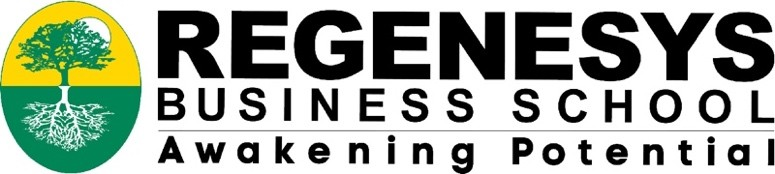 REGENESYS
BUSINESS SCHOOL
Awakening Potential